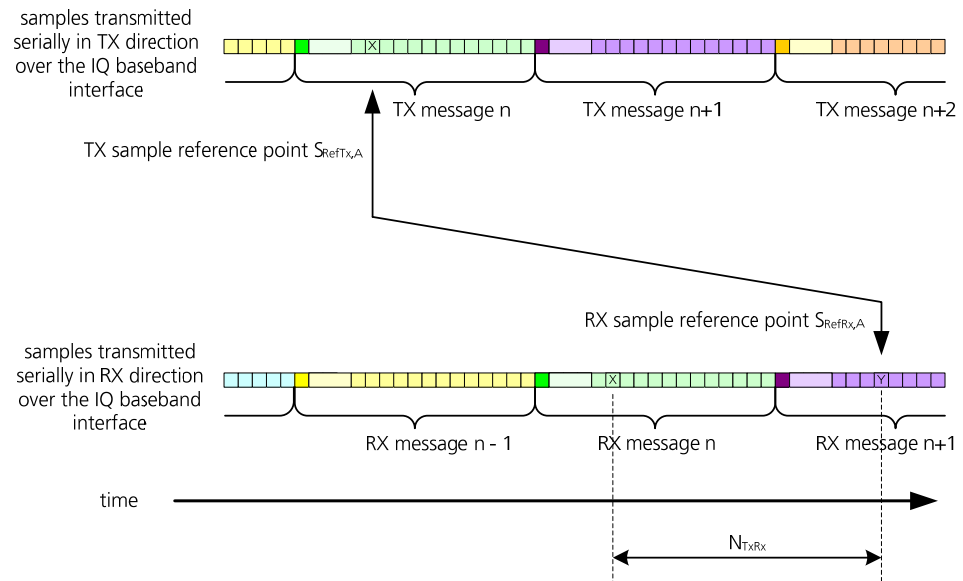 samples transmitted
serially in TX direction
over the IQ baseband
interface
X
TX message n
TX message n+1
TX message n+2
TX sample reference point SRefTx,A
RX sample reference point SRefRx,A
samples transmitted
serially in RX direction
over the IQ baseband
interface
X
Y
RX message n - 1
RX message n
RX message n+1
time
NTxRx